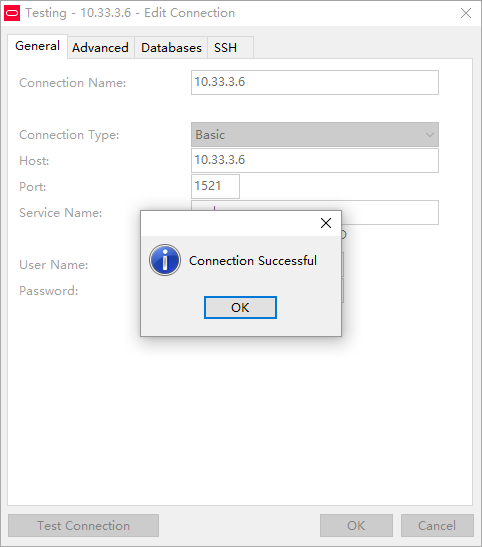 Testing - 10.33.3.6 - Edit Connection
General Advanced Databases SSH
Connection Name: 10.33.3.6
Connection Type: Basic
Host: 10.33.3.6
Port: 1521
Service Name:
User Name:
Password:
Connection Successful
OK
Test Connection OK Cancel